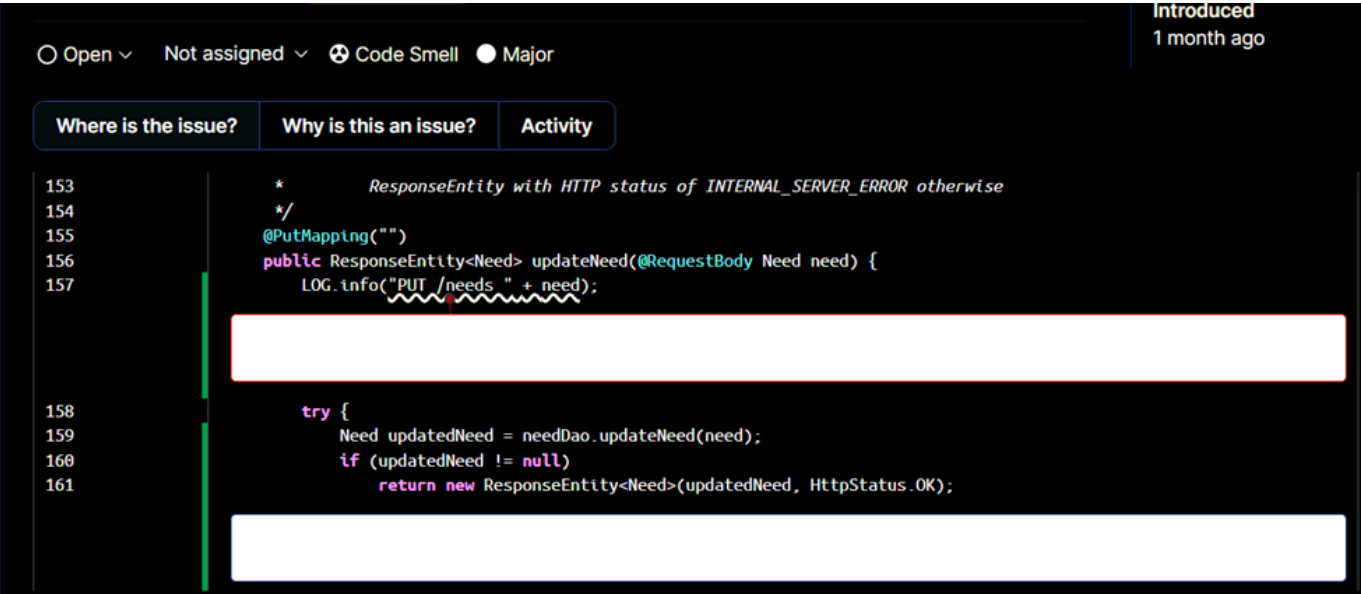 Introduced
1 month ago
Open Not assigned Code Smell Major
Where is the issue? Why is this an issue? Activity
153 * ResponseEntity with HTTP status of INTERNAL_SERVER_ERROR otherwise
154 */
155 @PutMapping("")
156 public ResponseEntity<Need> updateNeed(@RequestBody Need need) {
157 LOG.info("PUT /needs " + need);
158 try {
159 Need updatedNeed = needDao.updateNeed(need);
160 if (updatedNeed != null)
161 return new ResponseEntity<Need>(updatedNeed, HttpStatus.OK);